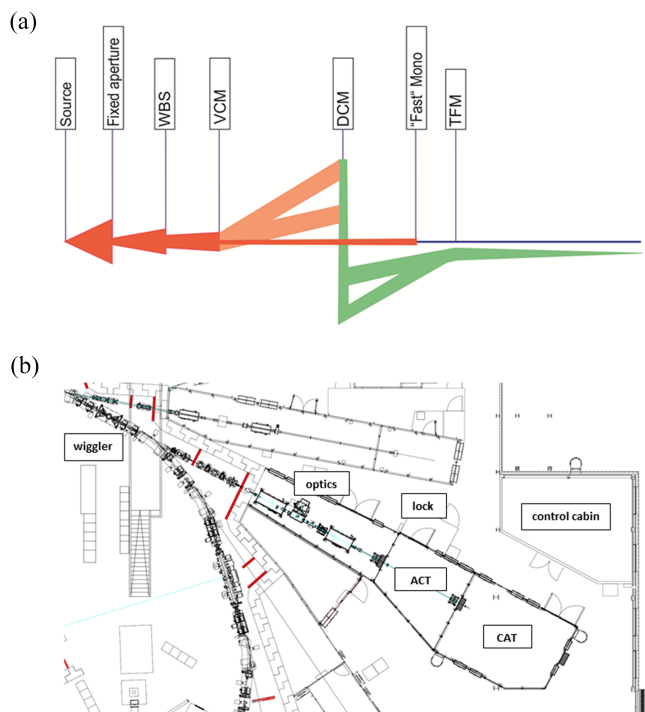 (a)
Source
Fixed aperture
WBS
VCM
DCM
"Fast" Mono
TFM
(b)
wiggler
optics
lock
control cabin
ACT
CAT